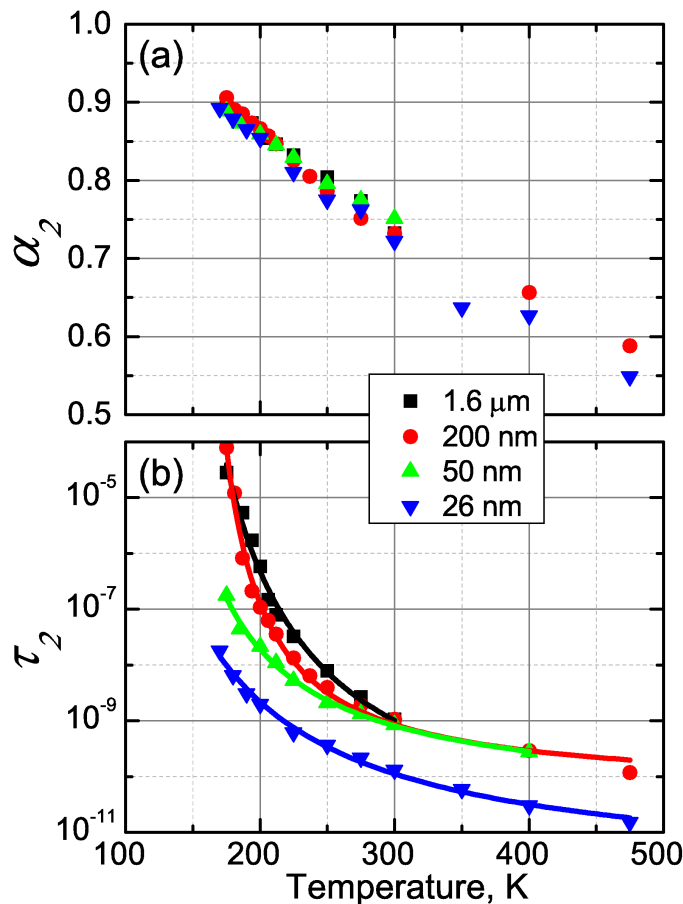 (a)
1.0
0.9
0.8
0.7
0.6
0.5
α2
1.6 μm
200 nm
50 nm
26 nm
(b)
10-5
10-7
10-9
10-11
τ2
100 200 300 400 500
Temperature, K